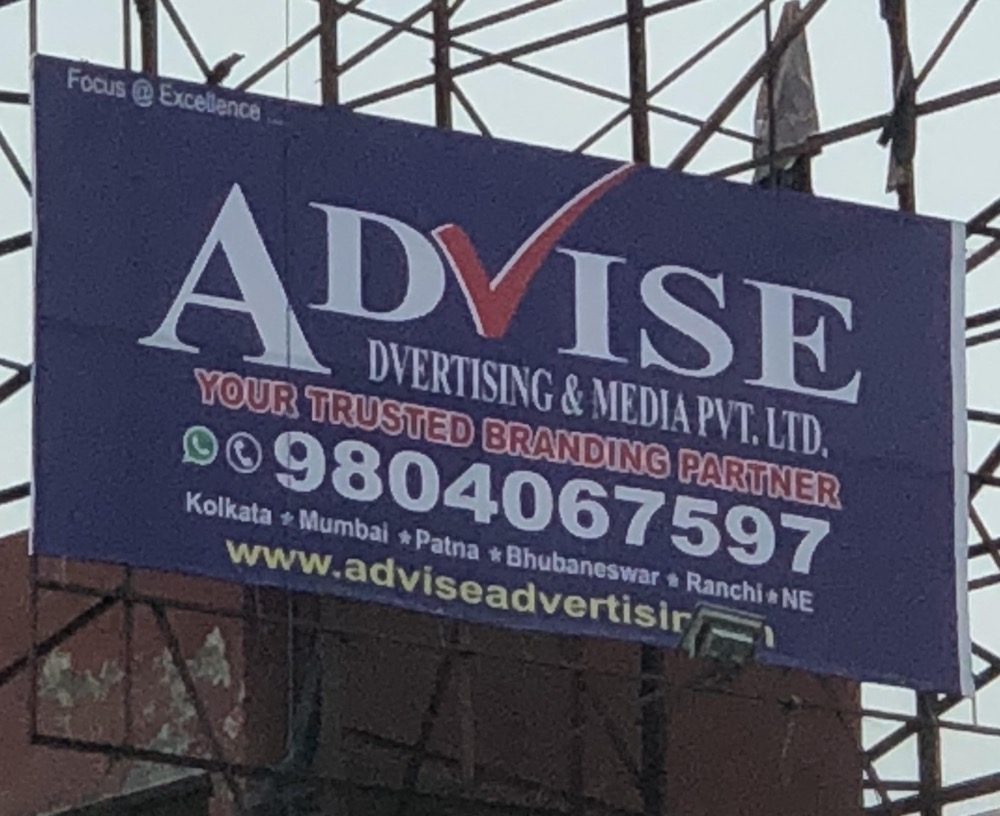 Focus @ Excellence ...
ADVISE
DVERTISING & MEDIA PVT. LTD.
YOUR TRUSTED BRANDING PARTNER
9804067597
Kolkata * Mumbai * Patna * Bhubaneswar * Ranchi * NE